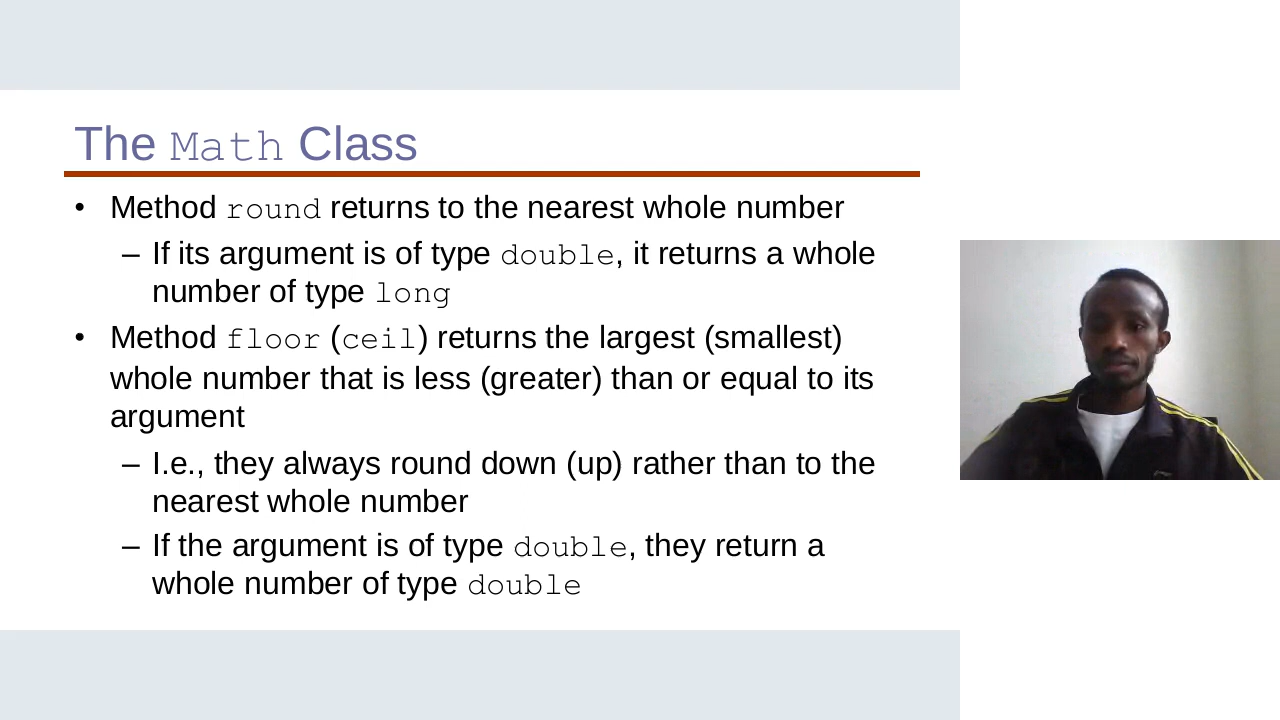 The Math Class
• Method round returns to the nearest whole number
– If its argument is of type double, it returns a whole
number of type long
• Method floor (ceil) returns the largest (smallest)
whole number that is less (greater) than or equal to its
argument
– I.e., they always round down (up) rather than to the
nearest whole number
– If the argument is of type double, they return a
whole number of type double